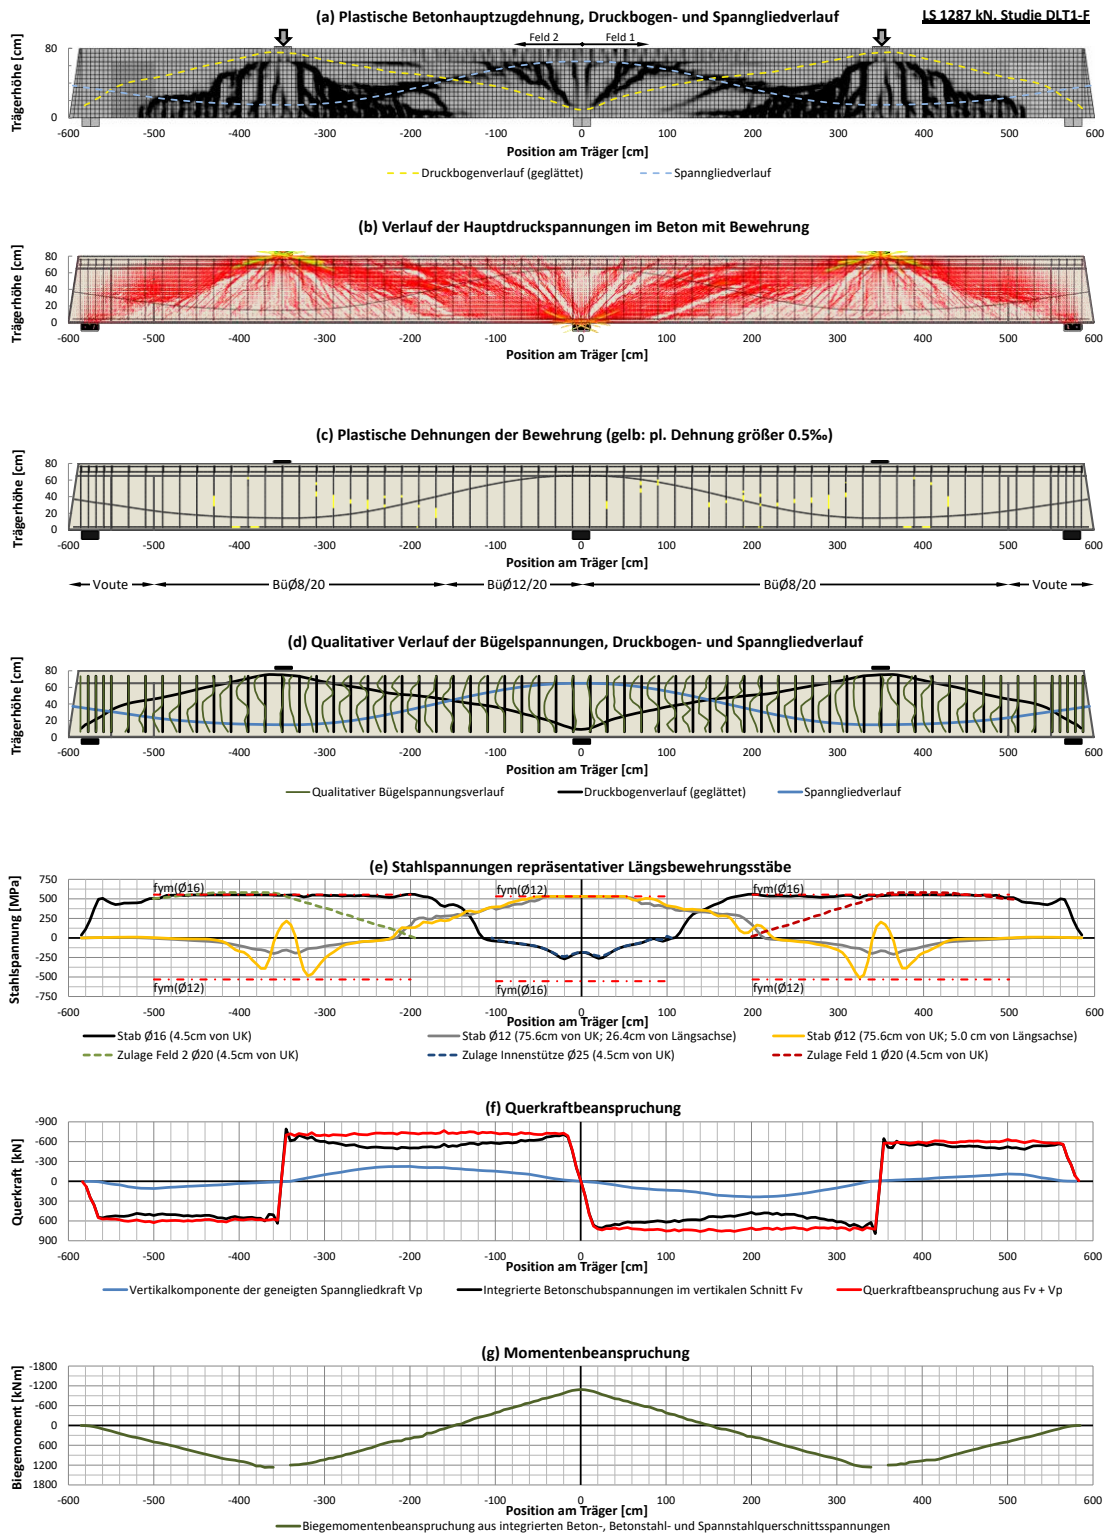 (a) Plastische Betonhauptzugdehnung, Druckbogen- und Spanngliedverlauf
LS 1287 kN, Studie DLT1-F
Feld 2 Feld 1
Trägerhöhe [cm]
80
60
40
20
0
-600 -500 -400 -300 -200 -100 0 100 200 300 400 500 600
Position am Träger [cm]
Druckbogenverlauf (geglättet) Spanngliedverlauf
(b) Verlauf der Hauptdruckspannungen im Beton mit Bewehrung
Trägerhöhe [cm]
80
60
40
20
0
-600 -500 -400 -300 -200 -100 0 100 200 300 400 500 600
Position am Träger [cm]
(c) Plastische Dehnungen der Bewehrung (gelb: pl. Dehnung größer 0.5‰)
Trägerhöhe [cm]
80
60
40
20
0
-600 -500 -400 -300 -200 -100 0 100 200 300 400 500 600
Position am Träger [cm]
Voute BüØ8/20 BüØ12/20 BüØ8/20 Voute
(d) Qualitativer Verlauf der Bügelspannungen, Druckbogen- und Spanngliedverlauf
Trägerhöhe [cm]
80
60
40
20
0
-600 -500 -400 -300 -200 -100 0 100 200 300 400 500 600
Position am Träger [cm]
Qualitativer Bügelspannungsverlauf Druckbogenverlauf (geglättet) Spanngliedverlauf
(e) Stahlspannungen repräsentativer Längsbewehrungsstäbe
Stahlspannung [MPa]
750
500
250
0
-250
-500
-750
fym(Ø16) fym(Ø12) fym(Ø16)
fym(Ø12) fym(Ø16) fym(Ø12)
-600 -500 -400 -300 -200 -100 0 100 200 300 400 500 600
Position am Träger [cm]
Stab Ø16 (4.5cm von UK) Stab Ø12 (75.6cm von UK; 26.4cm von Längsachse) Stab Ø12 (75.6cm von UK; 5.0 cm von Längsachse)
Zulage Feld 2 Ø20 (4.5cm von UK) Zulage Innenstütze Ø25 (4.5cm von UK) Zulage Feld 1 Ø20 (4.5cm von UK)
(f) Querkraftbeanspruchung
Querkraft [kN]
-900
-600
-300
0
300
600
900
-600 -500 -400 -300 -200 -100 0 100 200 300 400 500 600
Position am Träger [cm]
Vertikalkomponente der geneigten Spanngliedkraft Vp Integrierte Betonschubspannungen im vertikalen Schnitt Fv Querkraftbeanspruchung aus Fv + Vp
(g) Momentenbeanspruchung
Biegemoment [kNm]
-1800
-1200
-600
0
600
1200
1800
-600 -500 -400 -300 -200 -100 0 100 200 300 400 500 600
Position am Träger [cm]
Biegemomentenbeanspruchung aus integrierten Beton-, Betonstahl- und Spannstahlquerschnittsspannungen